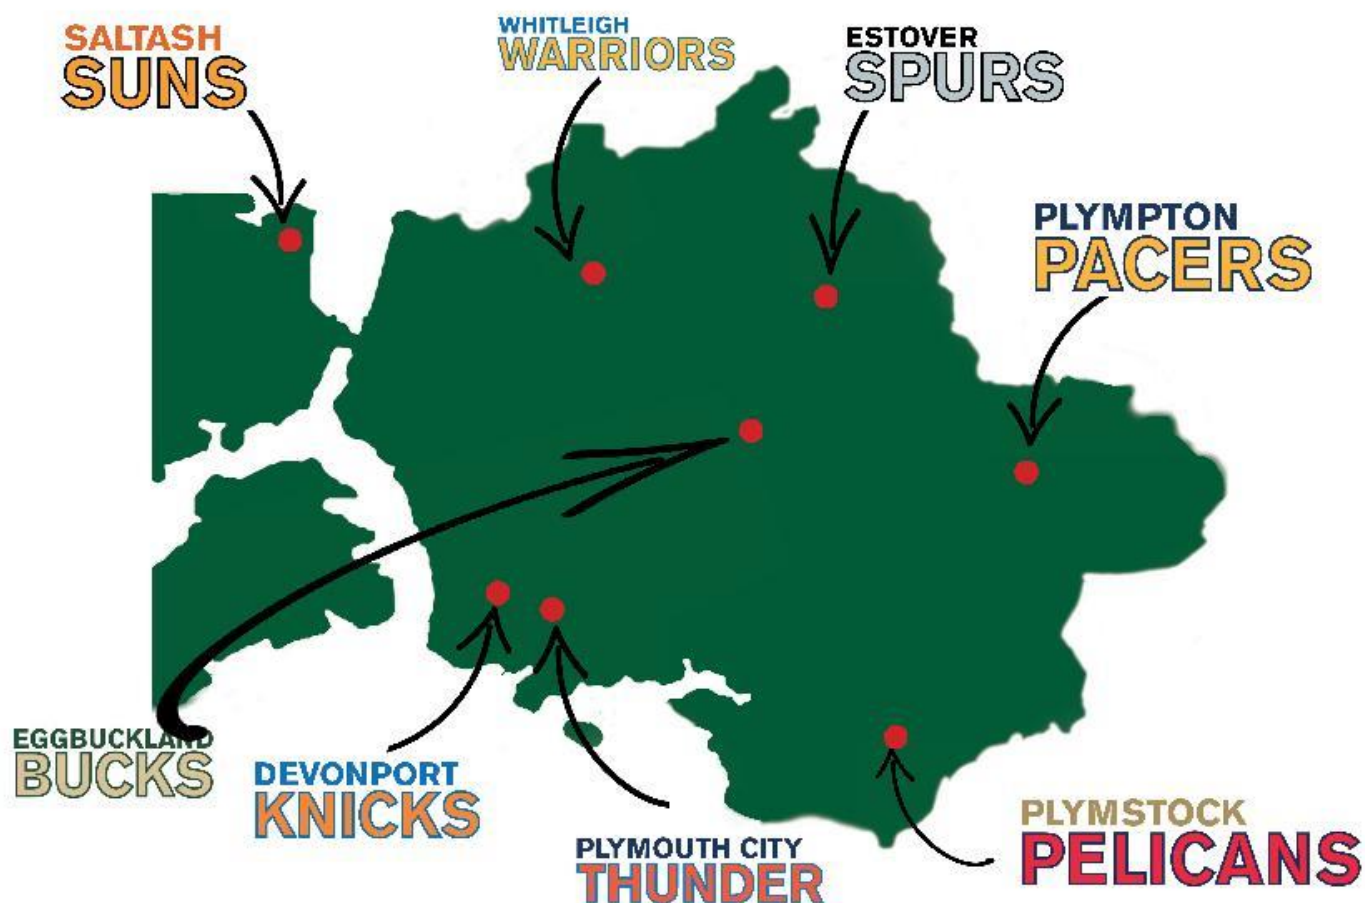 SALTASH
SUNS
WHITLEIGH
WARRIORS
ESTOVER
SPURS
PLYMPTON
PACERS
EGGBUCKLAND
BUCKS
DEVONPORT
KNICKS
PLYMOUTH CITY
THUNDER
PLYMSTOCK
PELICANS